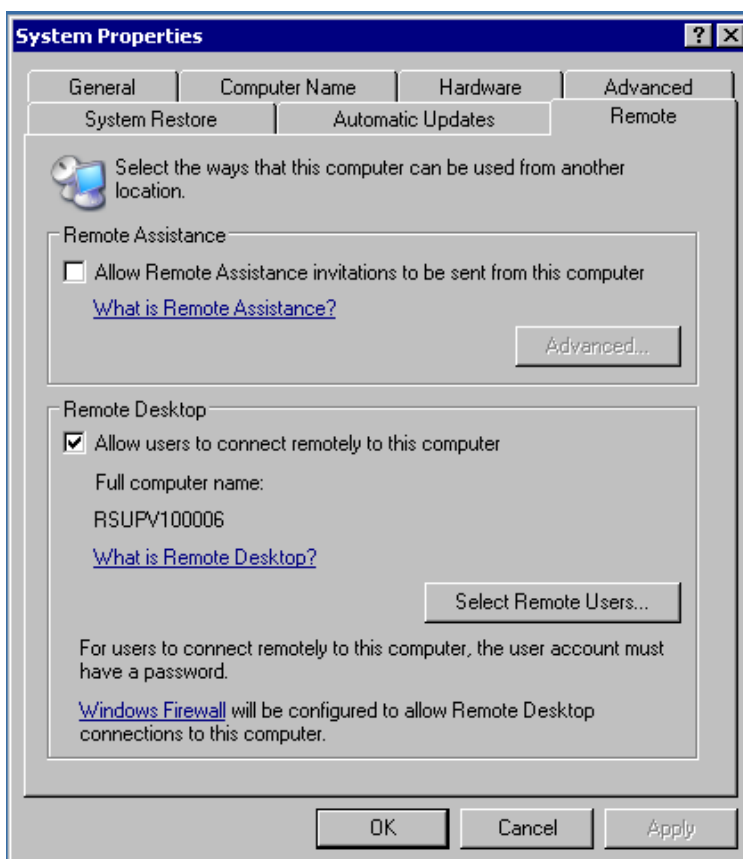 System Properties
General Computer Name Hardware Advanced
System Restore Automatic Updates Remote
Select the ways that this computer can be used from another
location.
Remote Assistance
Allow Remote Assistance invitations to be sent from this computer
What is Remote Assistance?
Advanced...
Remote Desktop
Allow users to connect remotely to this computer
Full computer name:
RSUPV100006
What is Remote Desktop?
Select Remote Users...
For users to connect remotely to this computer, the user account must
have a password.
Windows Firewall will be configured to allow Remote Desktop
connections to this computer.
OK Cancel Apply